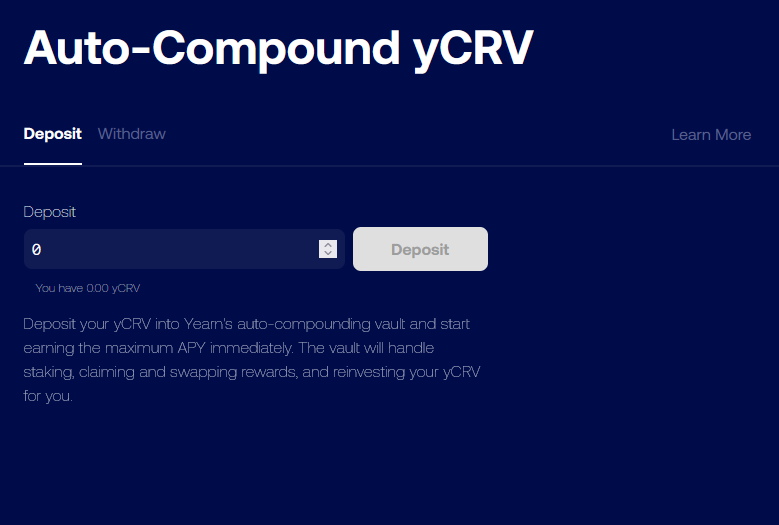 Auto-Compound yCRV
Deposit Withdraw Learn More
Deposit
0 Deposit
You have 0.00 yCRV
Deposit your yCRV into Yearn's auto-compounding vault and start
earning the maximum APY immediately. The vault will handle
staking, claiming and swapping rewards, and reinvesting your yCRV
for you.